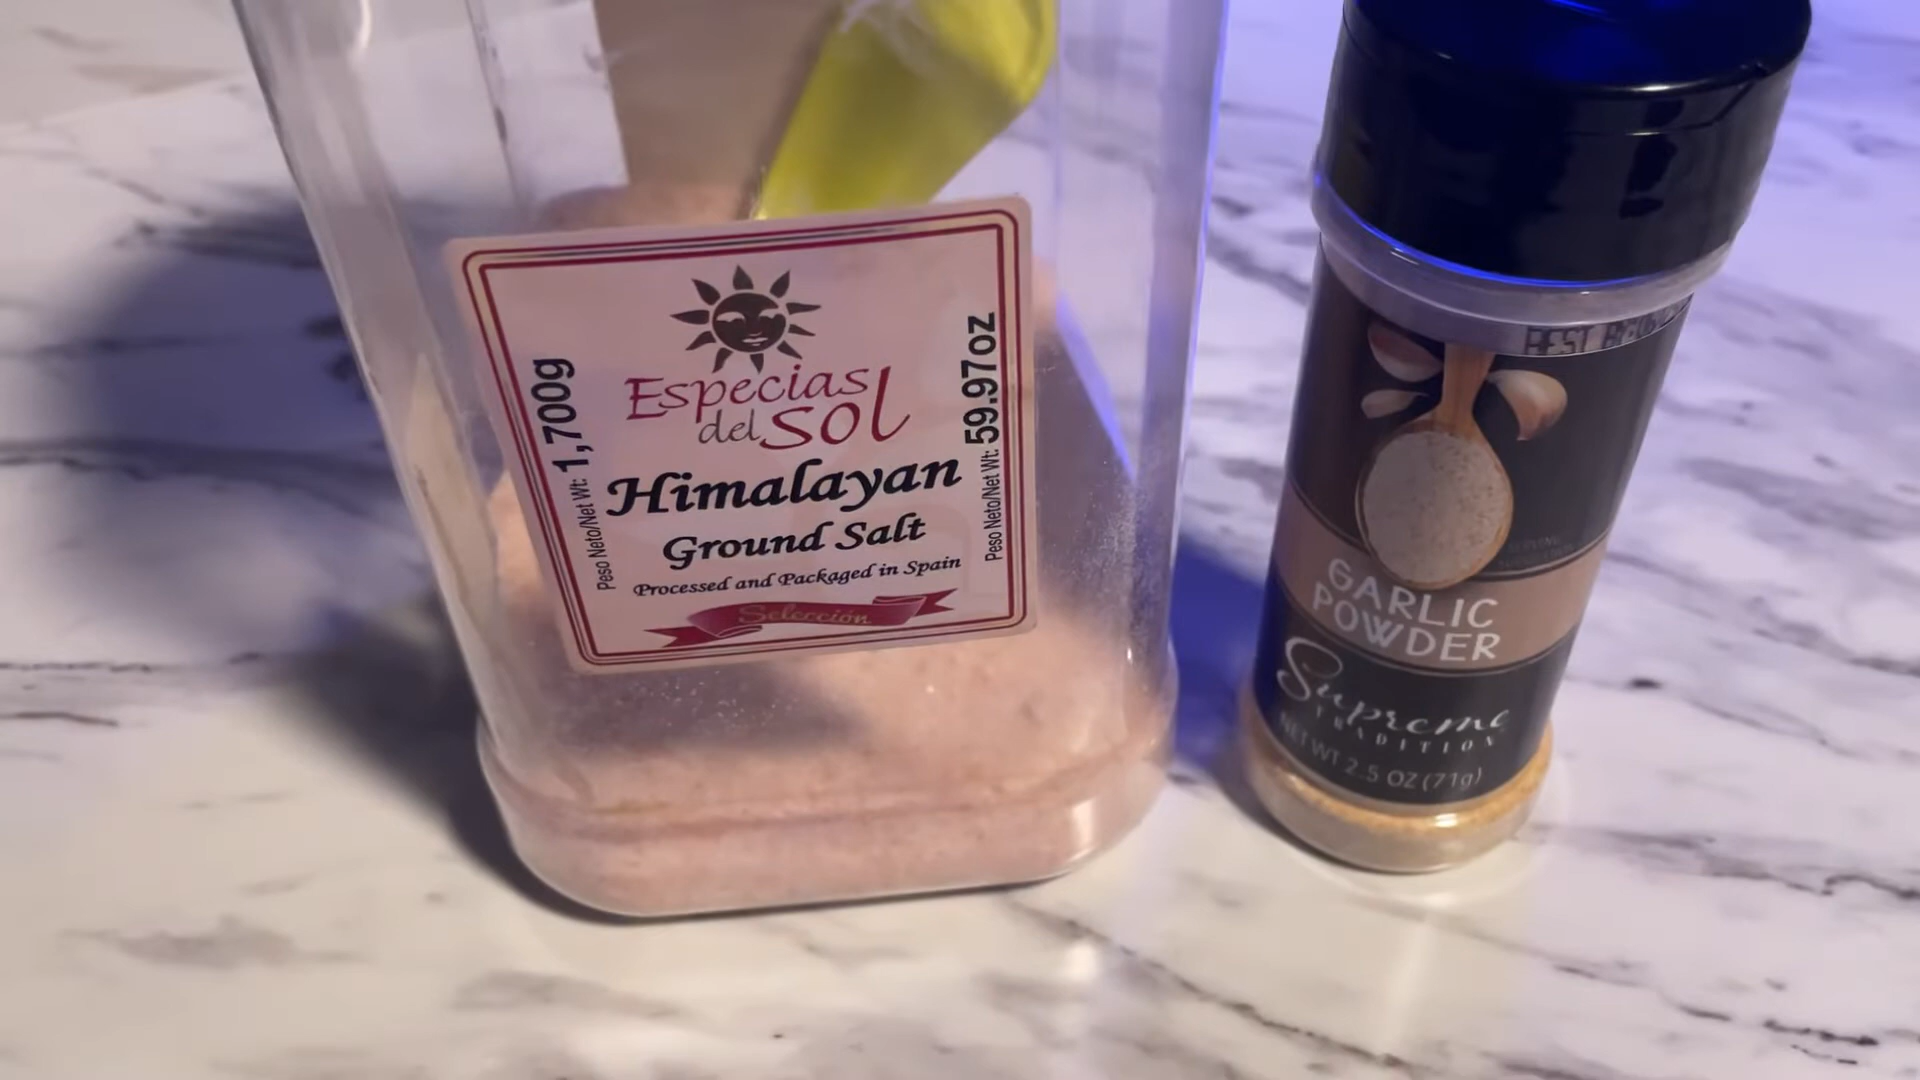 Especias
del sol
Himalayan
Ground Salt
Processed and Packaged in Spain
Selección
Peso Neto/Net Wt: 1,700g
Peso Neto/Net Wt: 59.97oz
BEST
GARLIC
POWDER
Supreme
TRADITION
NET WT 2.5 OZ (71g)